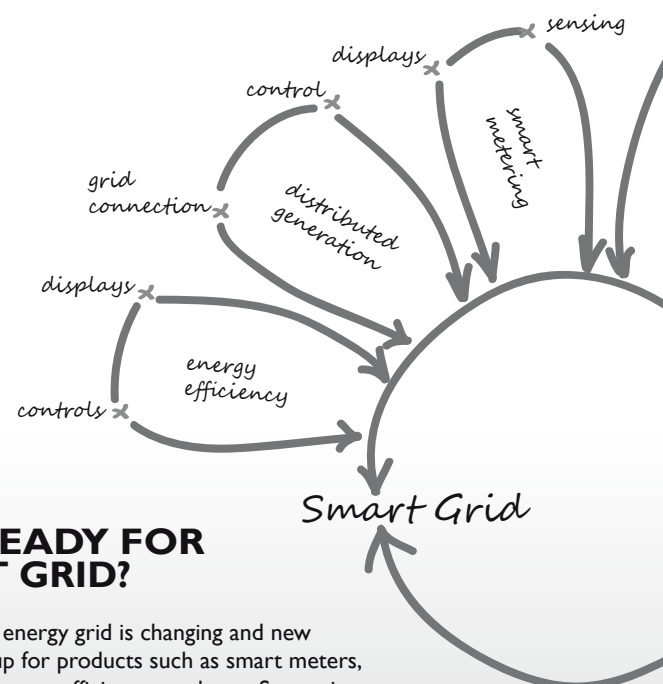 sensing
displays
control
smart
metering
grid
connection
distributed
generation
displays
energy
efficiency
controls
Smart Grid
EADY FOR
T GRID?
energy grid is changing and new
up for products such as smart meters,